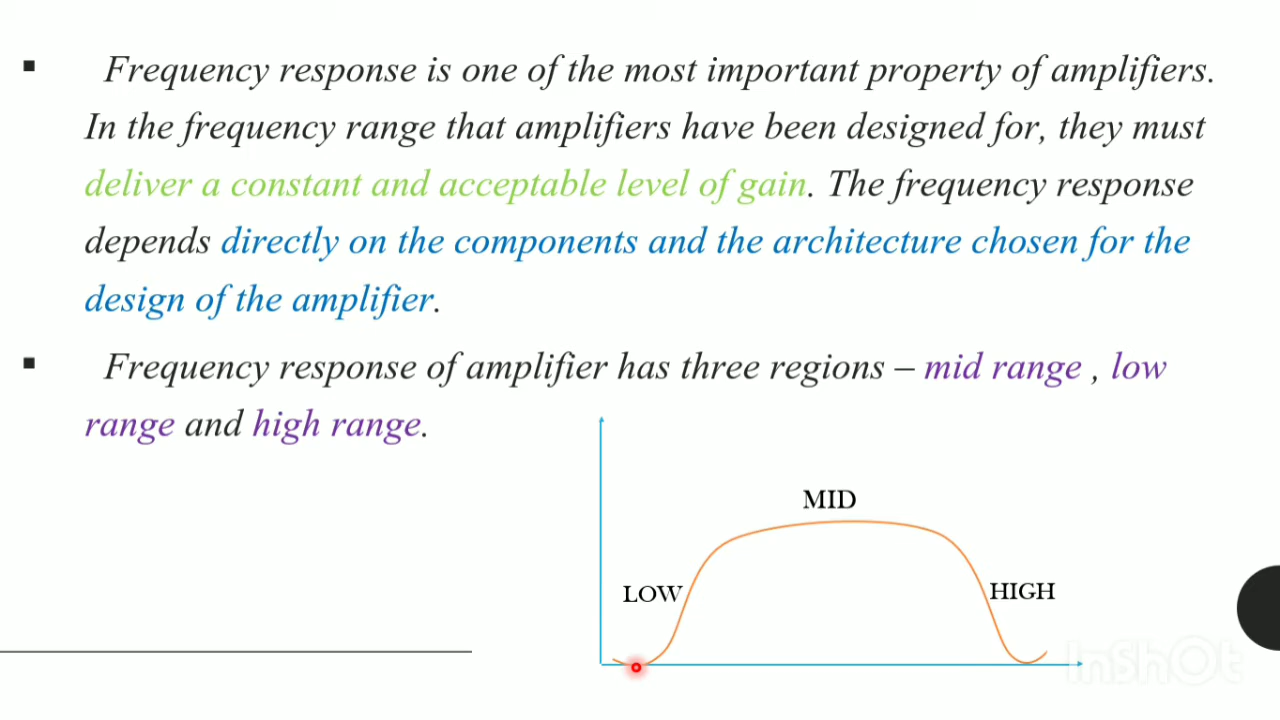 ▪ Frequency response is one of the most important property of amplifiers.
In the frequency range that amplifiers have been designed for, they must
deliver a constant and acceptable level of gain. The frequency response
depends directly on the components and the architecture chosen for the
design of the amplifier.
▪ Frequency response of amplifier has three regions – mid range , low
range and high range.
MID
LOW
HIGH
InShOt